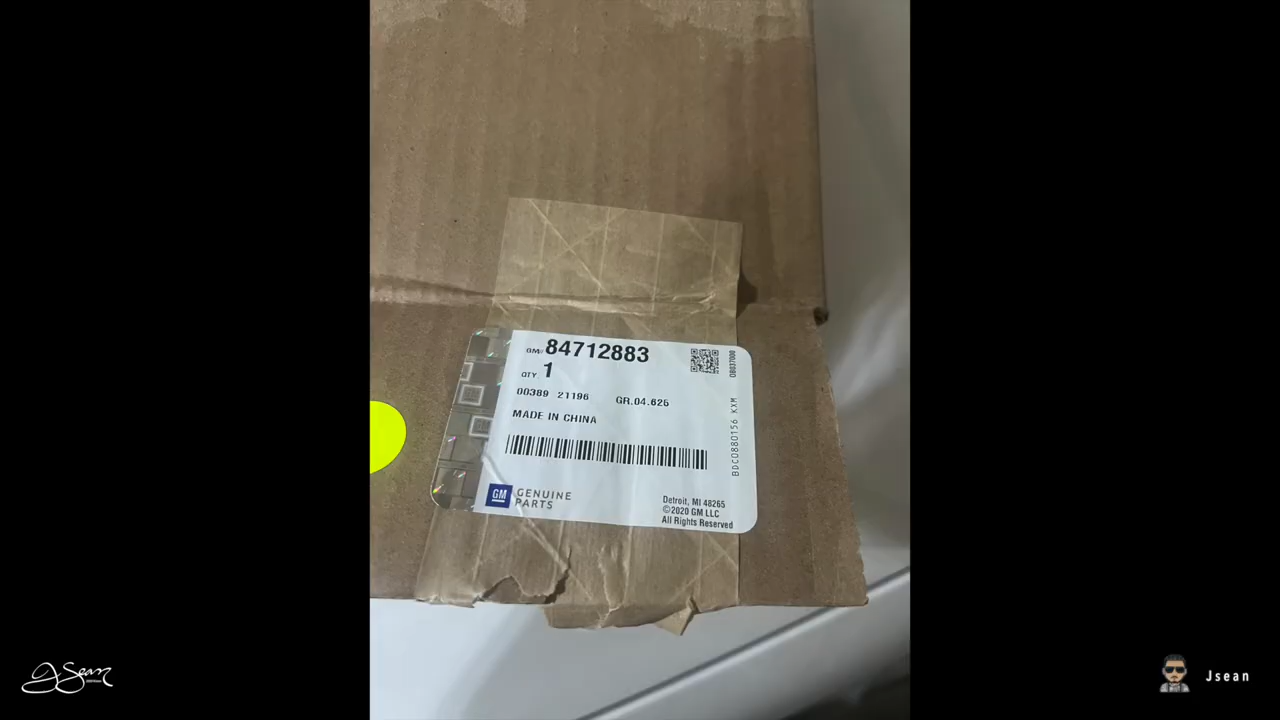 GM# 84712883
QTY 1
00389 21196 GR.04.625
MADE IN CHINA
GM GENUINE
PARTS
Detroit, MI 48265
©2020 GM LLC
All Rights Reserved
BDC0880156 KXM
J Sean
Jsean